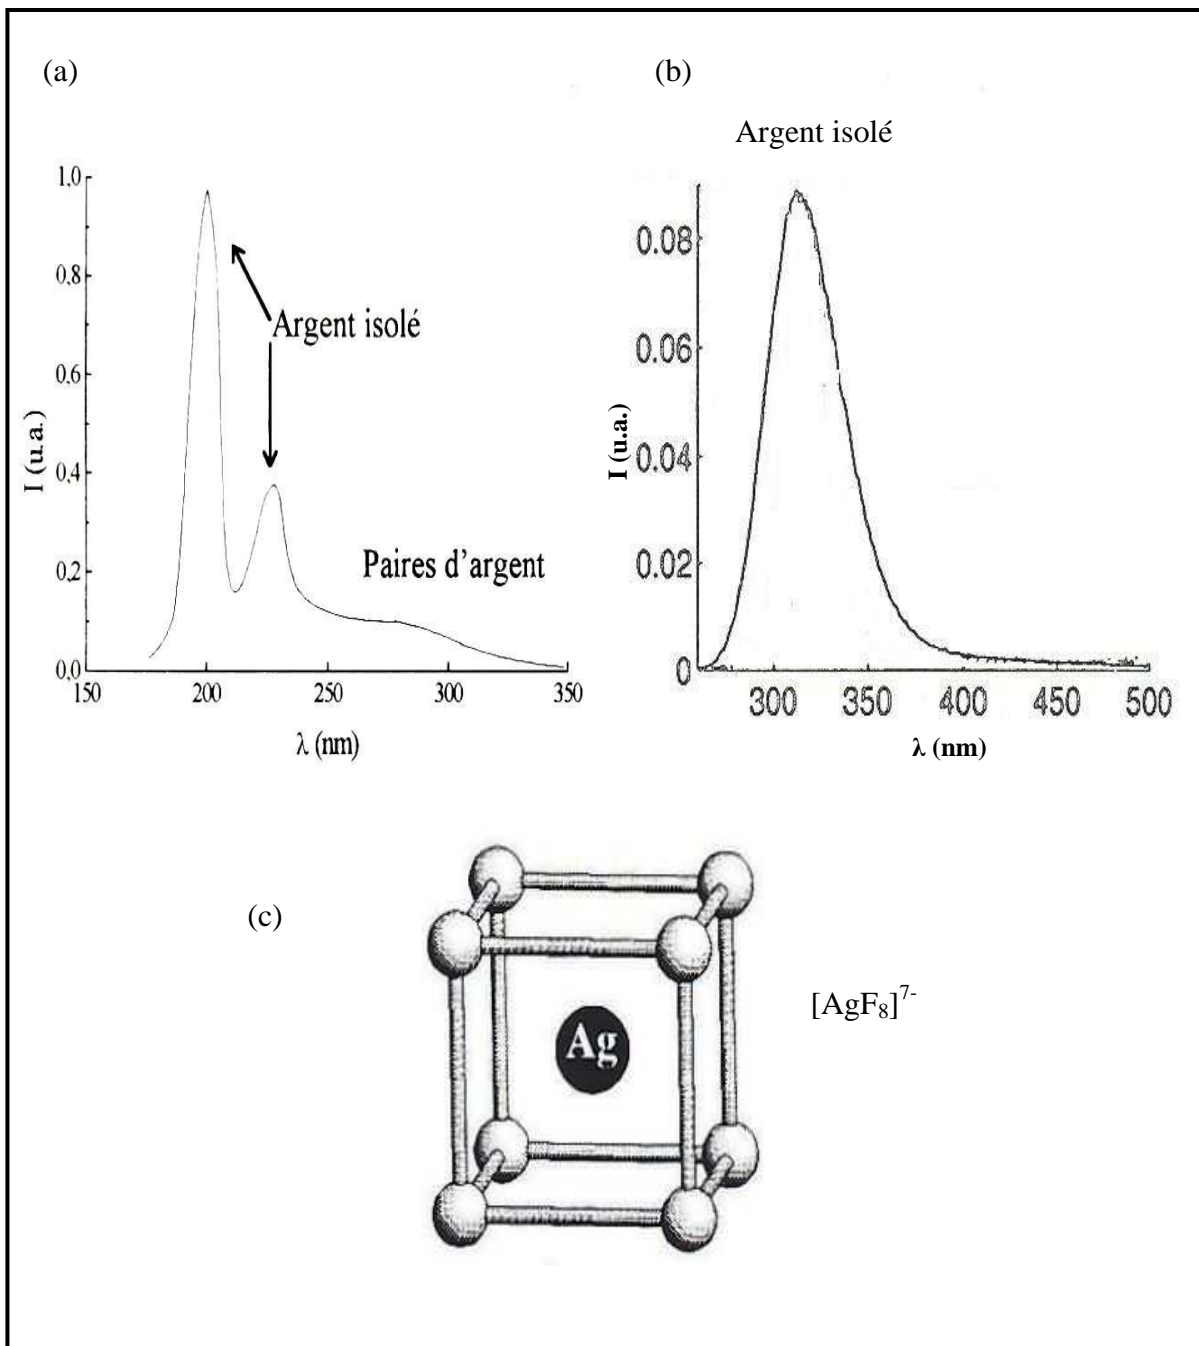 (a)
(b)
Argent isolé
1,0
0,8
0,6
0,4
0,2
0,0
I (u.a.)
Argent isolé
Paires d'argent
150
200
250
300
350
λ (nm)
0.08
0.06
0.04
0.02
0
I (u.a.)
300
350
400
450
500
λ (nm)
(c)
Ag
[AgF₈]⁷⁻